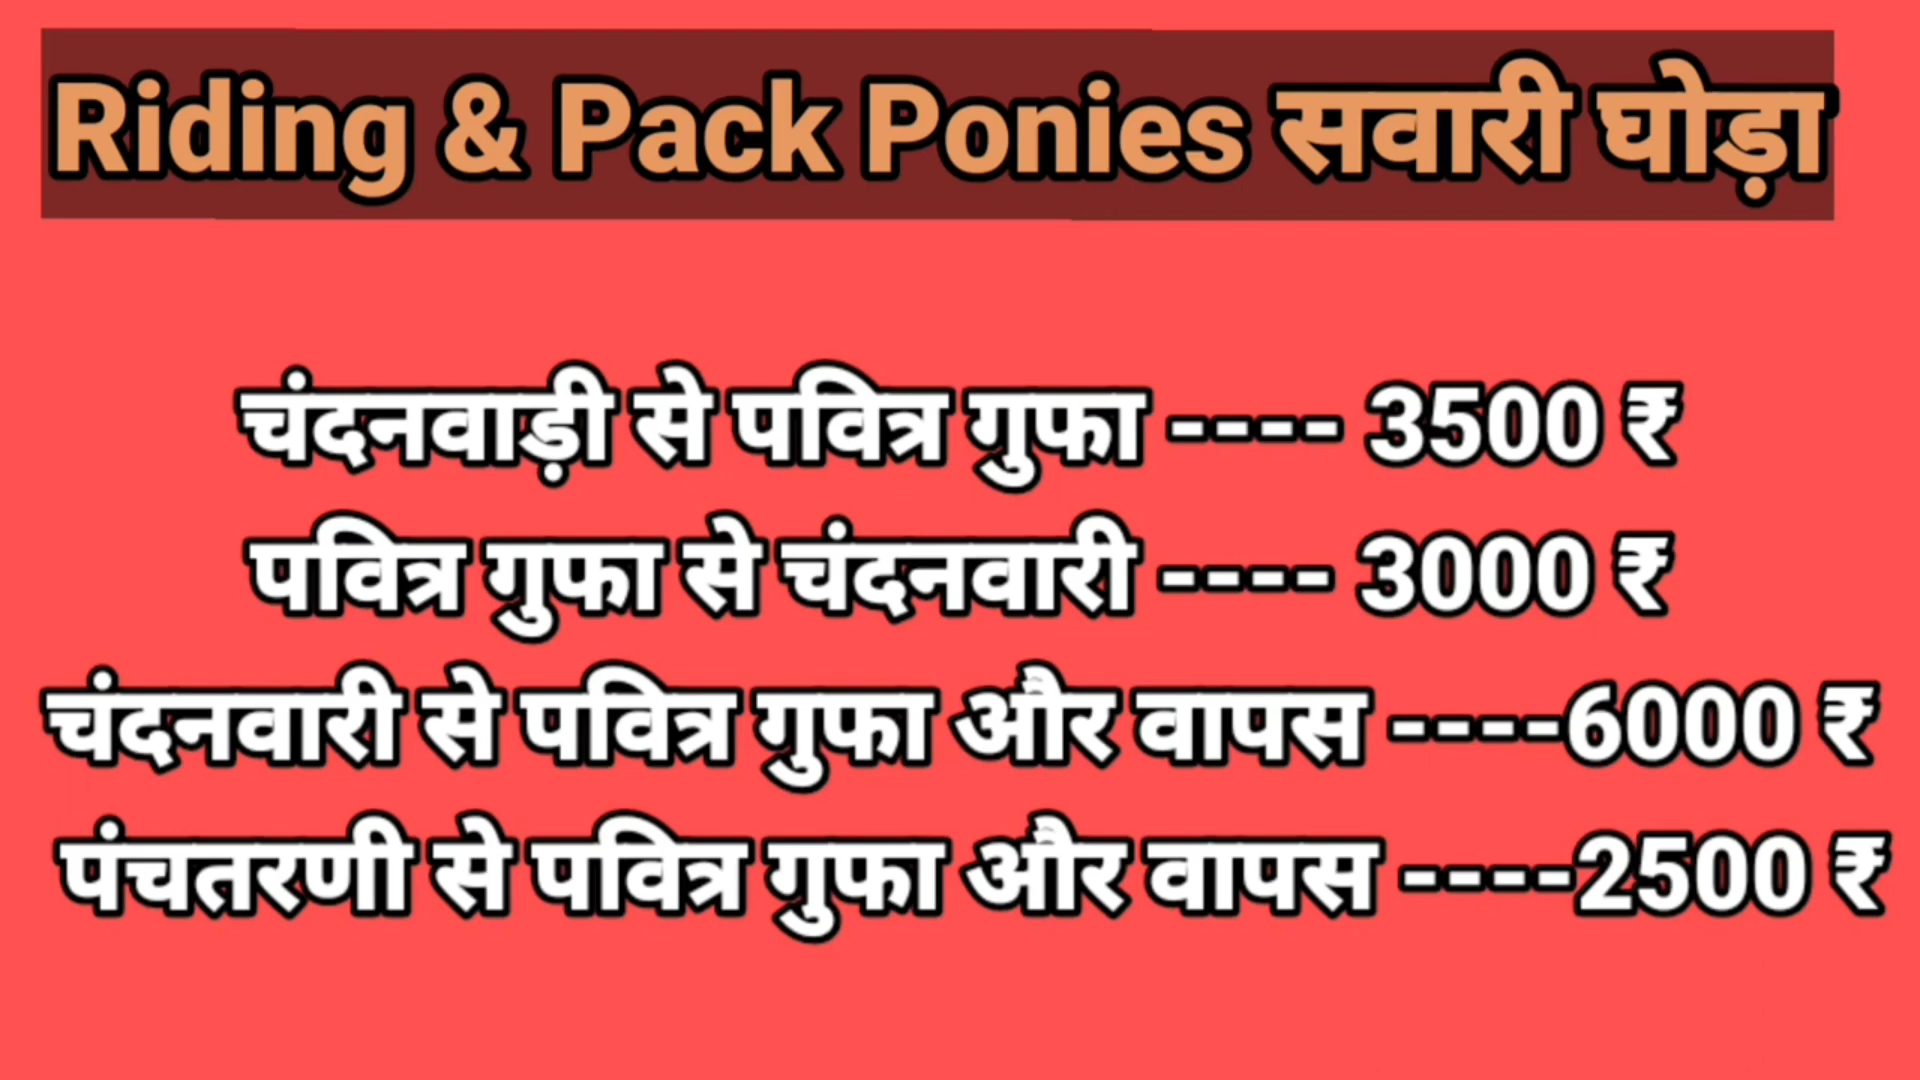 Riding & Pack Ponies सवारी घोड़ा
चंदनवाड़ी से पवित्र गुफा ---- 3500 ₹
पवित्र गुफा से चंदनवारी ---- 3000 ₹
चंदनवारी से पवित्र गुफा और वापस ----6000 ₹
पंचतरणी से पवित्र गुफा और वापस ----2500 ₹